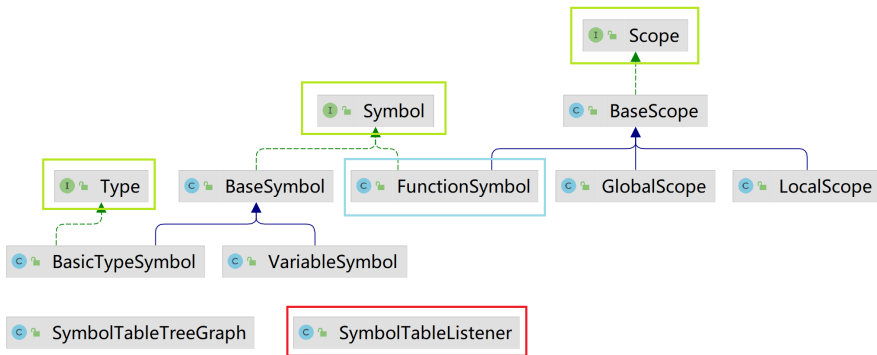 I Scope
I Symbol
C BaseScope
I Type
C BaseSymbol
C FunctionSymbol
C GlobalScope
C LocalScope
C BasicTypeSymbol
C VariableSymbol
C SymbolTableTreeGraph
C SymbolTableListener